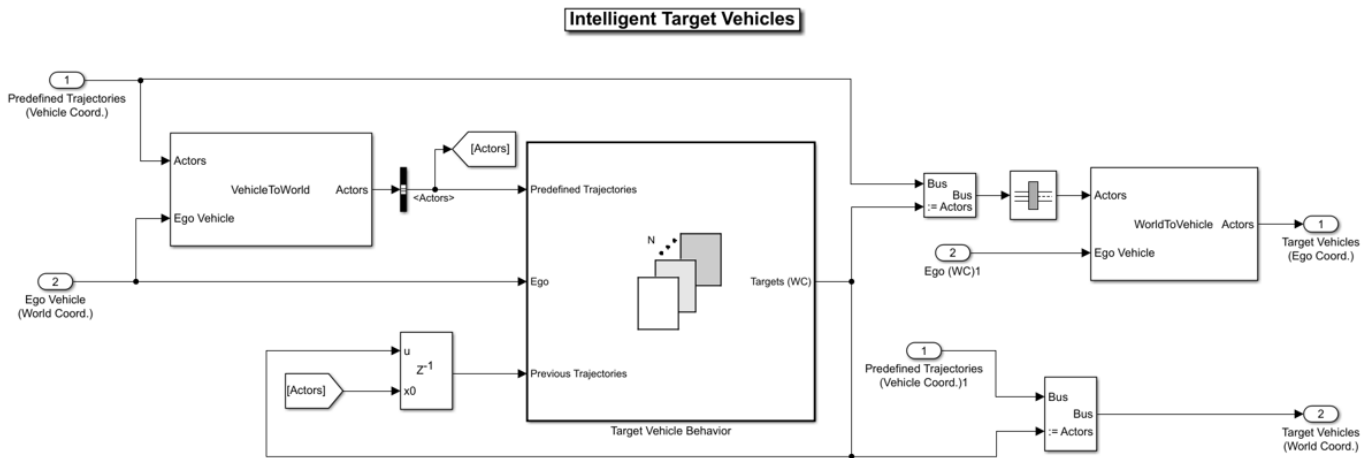 Intelligent Target Vehicles
1
Predefined Trajectories
(Vehicle Coord.)
Actors
VehicleToWorld
Actors
Ego Vehicle
<Actors>
[Actors]
2
Ego Vehicle
(World Coord.)
Predefined Trajectories
N
Ego
Targets (WC)
Previous Trajectories
Target Vehicle Behavior
u
Z-1
x0
[Actors]
Bus
Bus
:= Actors
2
Ego (WC)1
Actors
WorldToVehicle
Actors
Ego Vehicle
1
Target Vehicles
(Ego Coord.)
1
Predefined Trajectories
(Vehicle Coord.)1
Bus
Bus
:= Actors
2
Target Vehicles
(World Coord.)